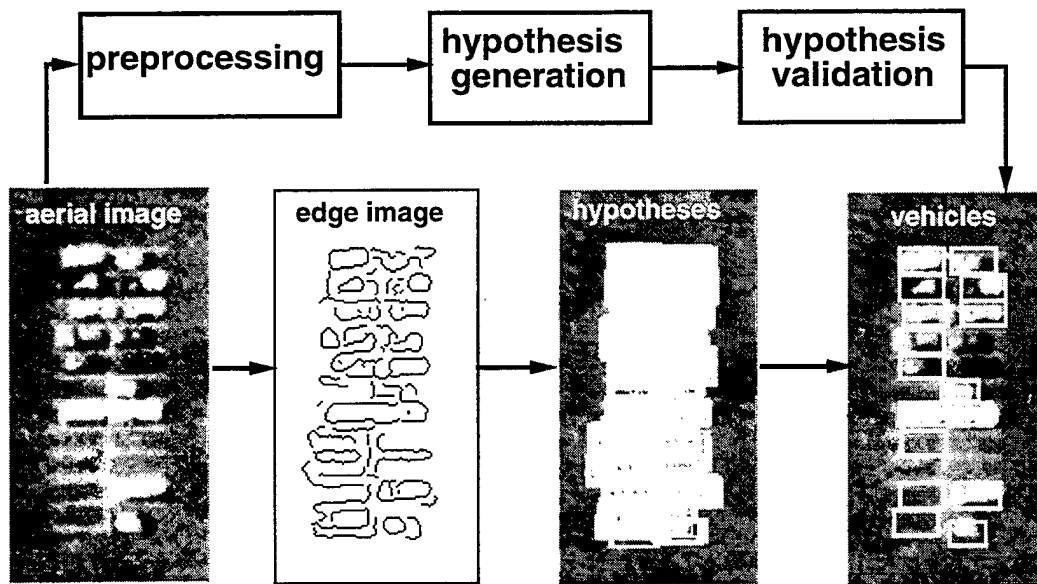 preprocessing
hypothesis
generation
hypothesis
validation
aerial image
edge image
hypotheses
vehicles